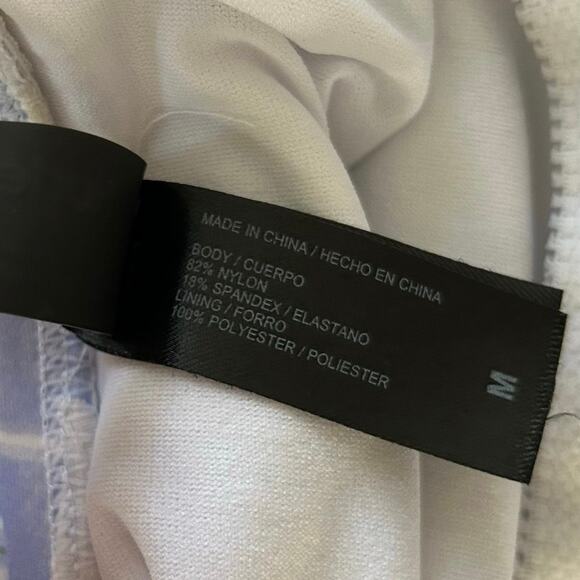 MADE IN CHINA / HECHO EN CHINA
BODY / CUERPO
82% NYLON
18% SPANDEX / ELASTANO
LINING / FORRO
100% POLYESTER / POLIESTER
M